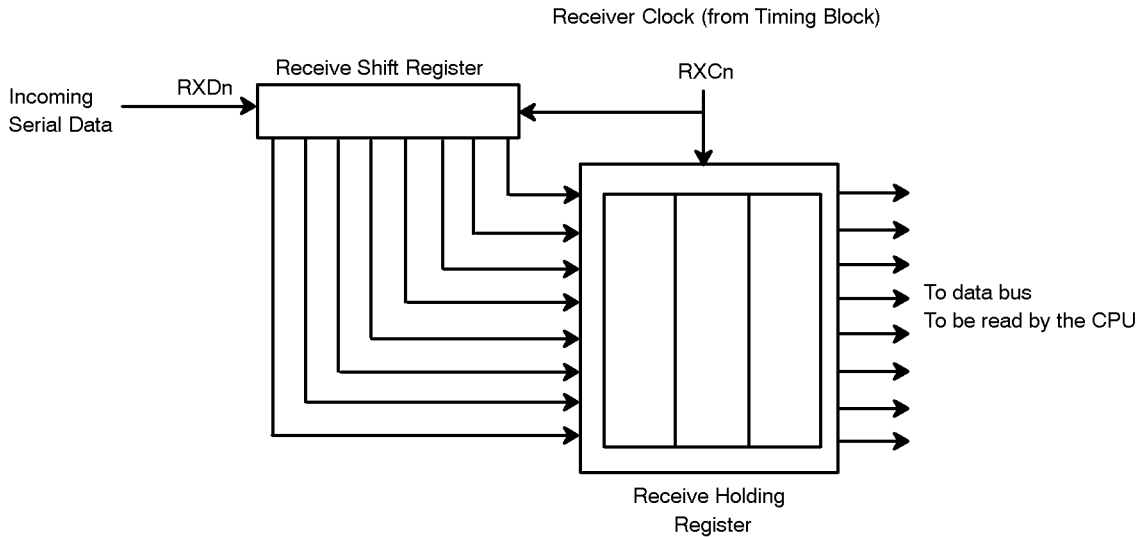 Receiver Clock (from Timing Block)
Receive Shift Register
RXCn
RXDn
Incoming
Serial Data
To data bus
To be read by the CPU
Receive Holding
Register